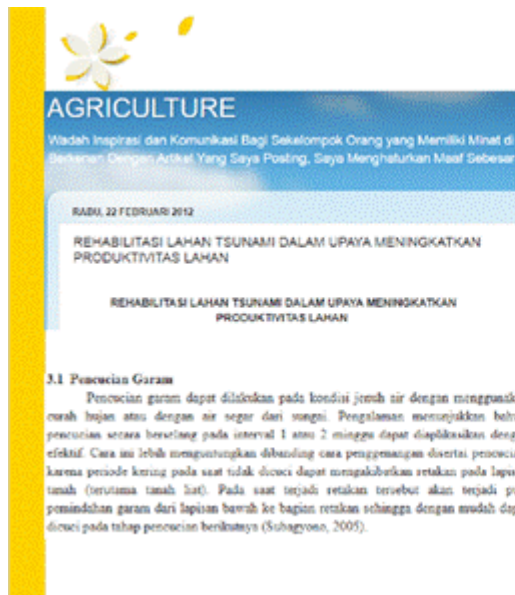 AGRICULTURE
Wadah Inspirasi dan Komunikasi Bagi Sekelompok Orang yang Memiliki Minat di
Berkenan Dengan Artikel Yang Saya Posting, Saya Menghaturkan Maaf Sebesar
RABU, 22 FEBRUARI 2012
REHABILITASI LAHAN TSUNAMI DALAM UPAYA MENINGKATKAN
PRODUKTIVITAS LAHAN
REHABILITASI LAHAN TSUNAMI DALAM UPAYA MENINGKATKAN
PRODUKTIVITAS LAHAN
3.1 Pencucian Garam
Pencucian garam dapat dilakukan pada kondisi jenuh air dengan menggunak
curah hujan atau dengan air segar dari sungai. Pengalaman menunjukkan bahw
pencucian secara berselang pada interval 1 atau 2 minggu dapat diaplikasikan deng
efektif. Cara ini lebih menguntungkan dibanding cara penggenangan disertai pencuci
karena periode kering pada saat tidak dicuci dapat mengakibatkan retakan pada lapis
tanah (terutama tanah liat). Pada saat terjadi retakan tersebut akan terjadi pr
pemindahan garam dari lapisan bawah ke bagian retakan sehingga dengan mudah dap
dicuci pada tahap pencucian berikutnya (Subagyono, 2005).